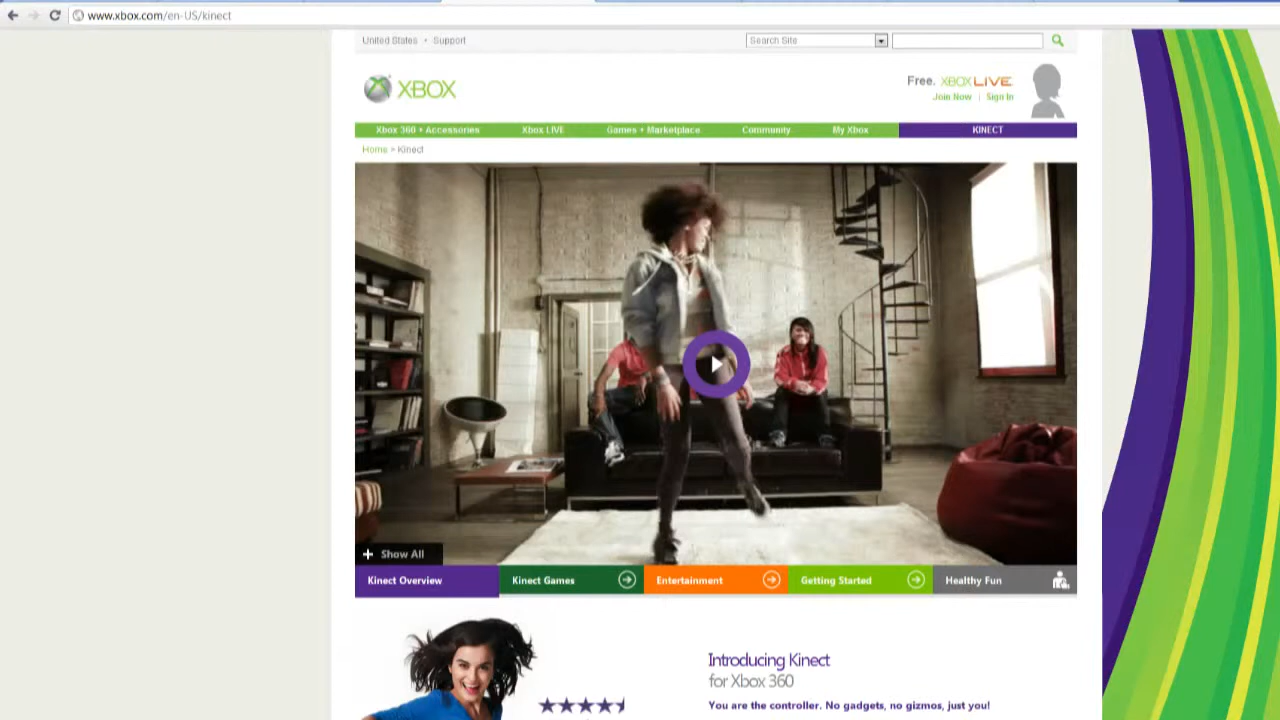 www.xbox.com/en-US/kinect
United States • Support
Search Site
XBOX
Free. XBOX LIVE
Join Now | Sign In
Xbox 360 + Accessories Xbox LIVE Games + Marketplace Community My Xbox KINECT
Home > Kinect
+ Show All
Kinect Overview Kinect Games Entertainment Getting Started Healthy Fun
Introducing Kinect
for Xbox 360
You are the controller. No gadgets, no gizmos, just you!